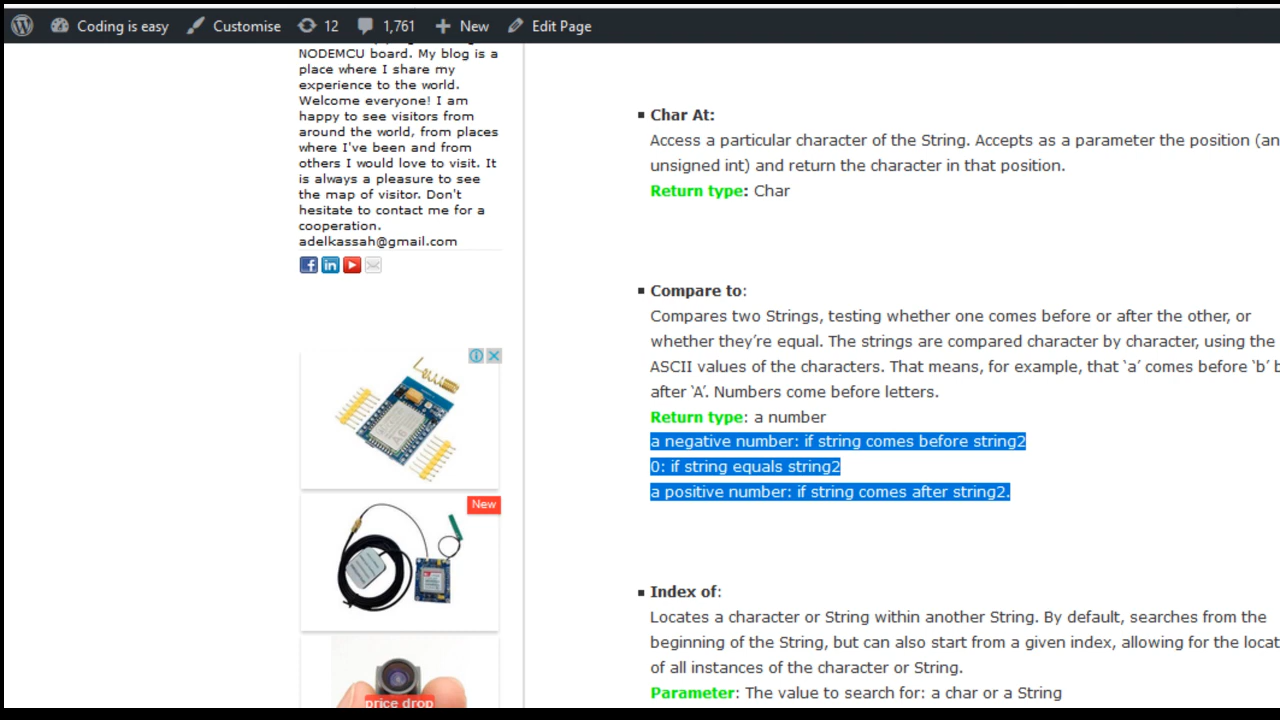 Coding is easy
Customise
12
1,761
New
Edit Page
NODEMCU board. My blog is a
place where I share my
experience to the world.
Welcome everyone! I am
happy to see visitors from
around the world, from places
where I've been and from
others I would love to visit. It
is always a pleasure to see
the map of visitor. Don't
hesitate to contact me for a
cooperation.
adelkassah@gmail.com
New
price drop
Char At:
Access a particular character of the String. Accepts as a parameter the position (an
unsigned int) and return the character in that position.
Return type: Char
Compare to:
Compares two Strings, testing whether one comes before or after the other, or
whether they’re equal. The strings are compared character by character, using the
ASCII values of the characters. That means, for example, that ‘a’ comes before ‘b’ b
after ‘A’. Numbers come before letters.
Return type: a number
a negative number: if string comes before string2
0: if string equals string2
a positive number: if string comes after string2.
Index of:
Locates a character or String within another String. By default, searches from the
beginning of the String, but can also start from a given index, allowing for the locat
of all instances of the character or String.
Parameter: The value to search for: a char or a String